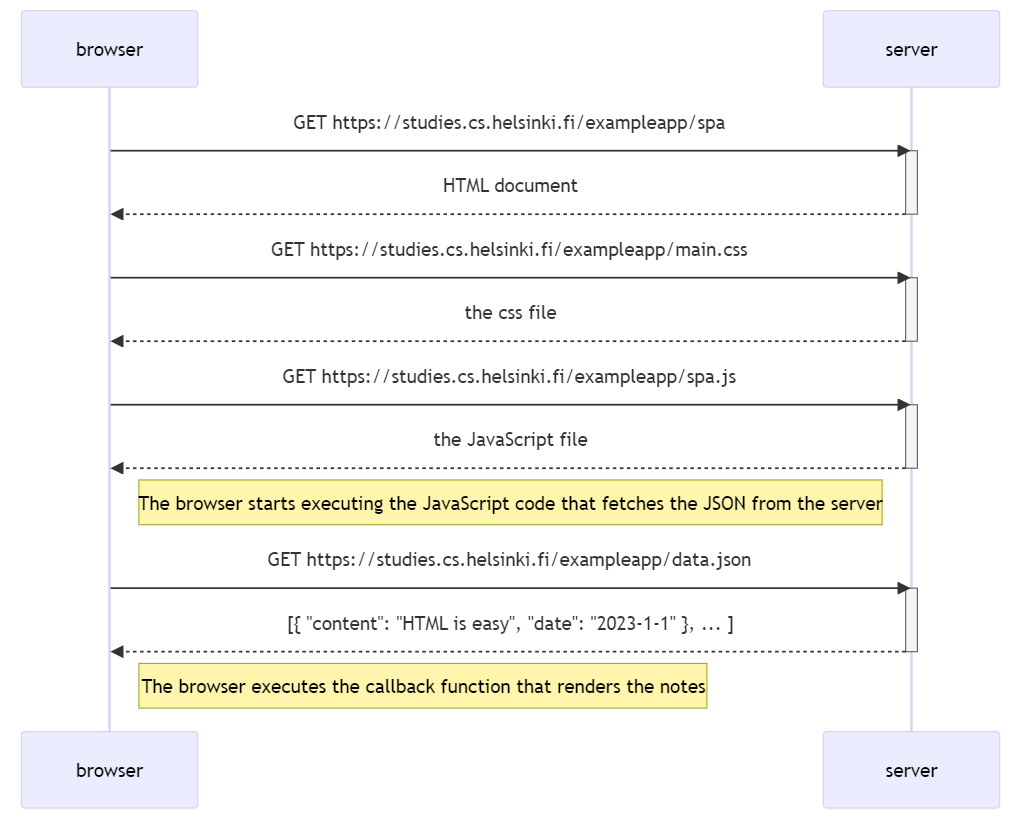 browser
server
GET https://studies.cs.helsinki.fi/exampleapp/spa
HTML document
GET https://studies.cs.helsinki.fi/exampleapp/main.css
the css file
GET https://studies.cs.helsinki.fi/exampleapp/spa.js
the JavaScript file
The browser starts executing the JavaScript code that fetches the JSON from the server
GET https://studies.cs.helsinki.fi/exampleapp/data.json
[{ "content": "HTML is easy", "date": "2023-1-1" }, ... ]
The browser executes the callback function that renders the notes
browser
server